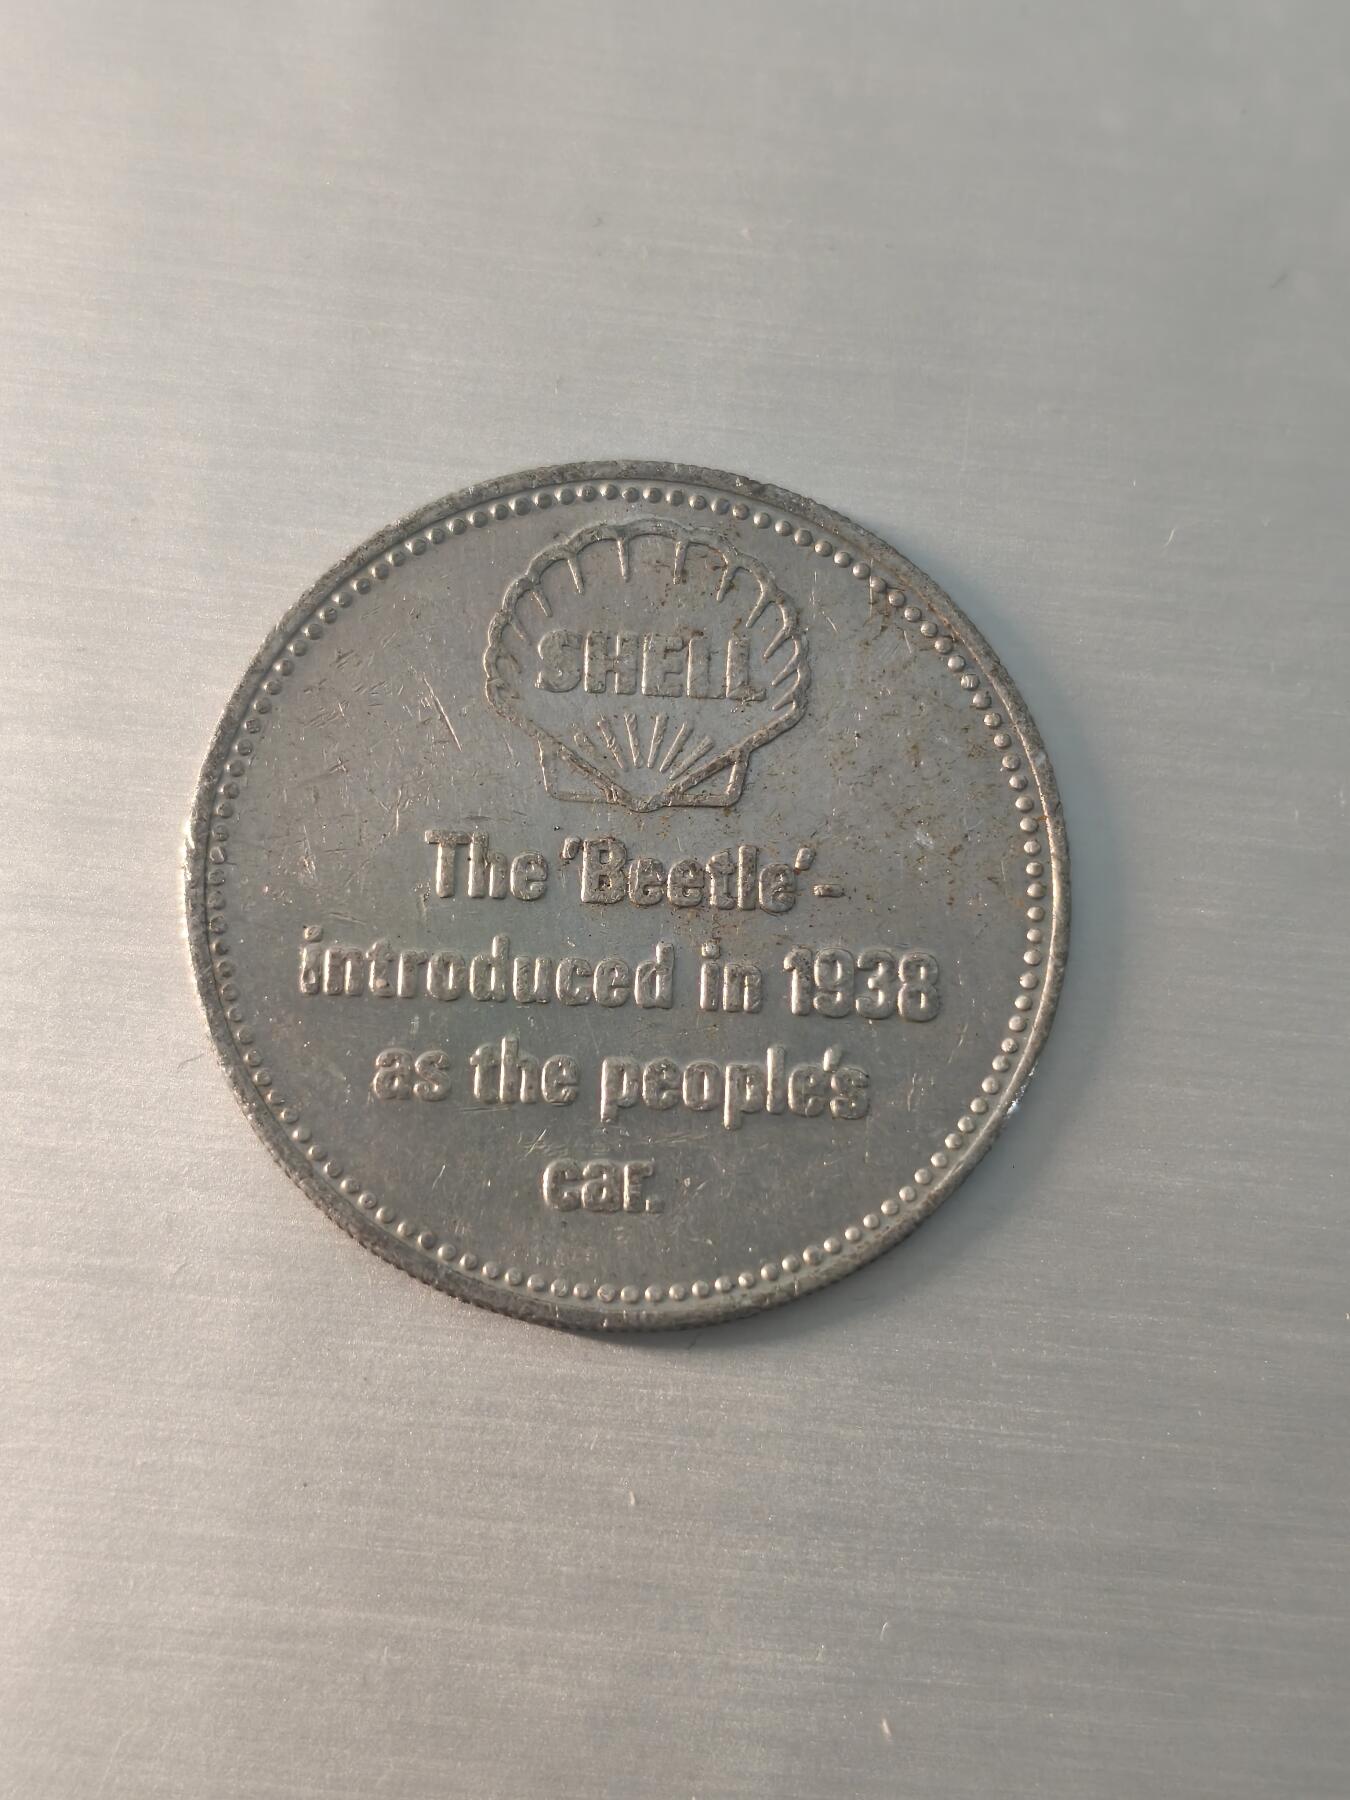 SHELL
The 'Beetle'-
introduced in 1938
as the people's
car.